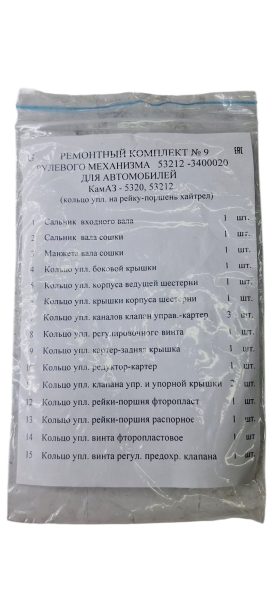 РЕМОНТНЫЙ КОМПЛЕКТ № 9
РУЛЕВОГО МЕХАНИЗМА 53212 -3400020
ДЛЯ АВТОМОБИЛЕЙ
КамАЗ - 5320, 53212
(кольцо упл. на рейку-поршень хайтрел)
1 Сальник входного вала 1 шт.
2 Сальник вала сошки 1 шт.
3 Манжета вала сошки 1 шт.
4 Кольцо упл. боковой крышки 1 шт.
5 Кольцо упл. корпуса ведущей шестерни 1 шт.
6 Кольцо упл. крышки корпуса шестерни 1 шт.
7 Кольцо упл. каналов клапан управ.-картер 3 шт.
8 Кольцо упл. регулировочного винта 1 шт.
9 Кольцо упл. картер-задняя крышка 1 шт.
10 Кольцо упл. редуктор-картер 1 шт.
11 Кольцо упл. клапана упр. и упорной крышки 2 шт.
12 Кольцо упл. рейки-поршня фторопласт 1 шт.
13 Кольцо упл. рейки-поршня распорное 1 шт.
14 Кольцо упл. винта фторопластовое 1 шт
15 Кольцо упл. винта регул. предохр. клапана 1 шт.